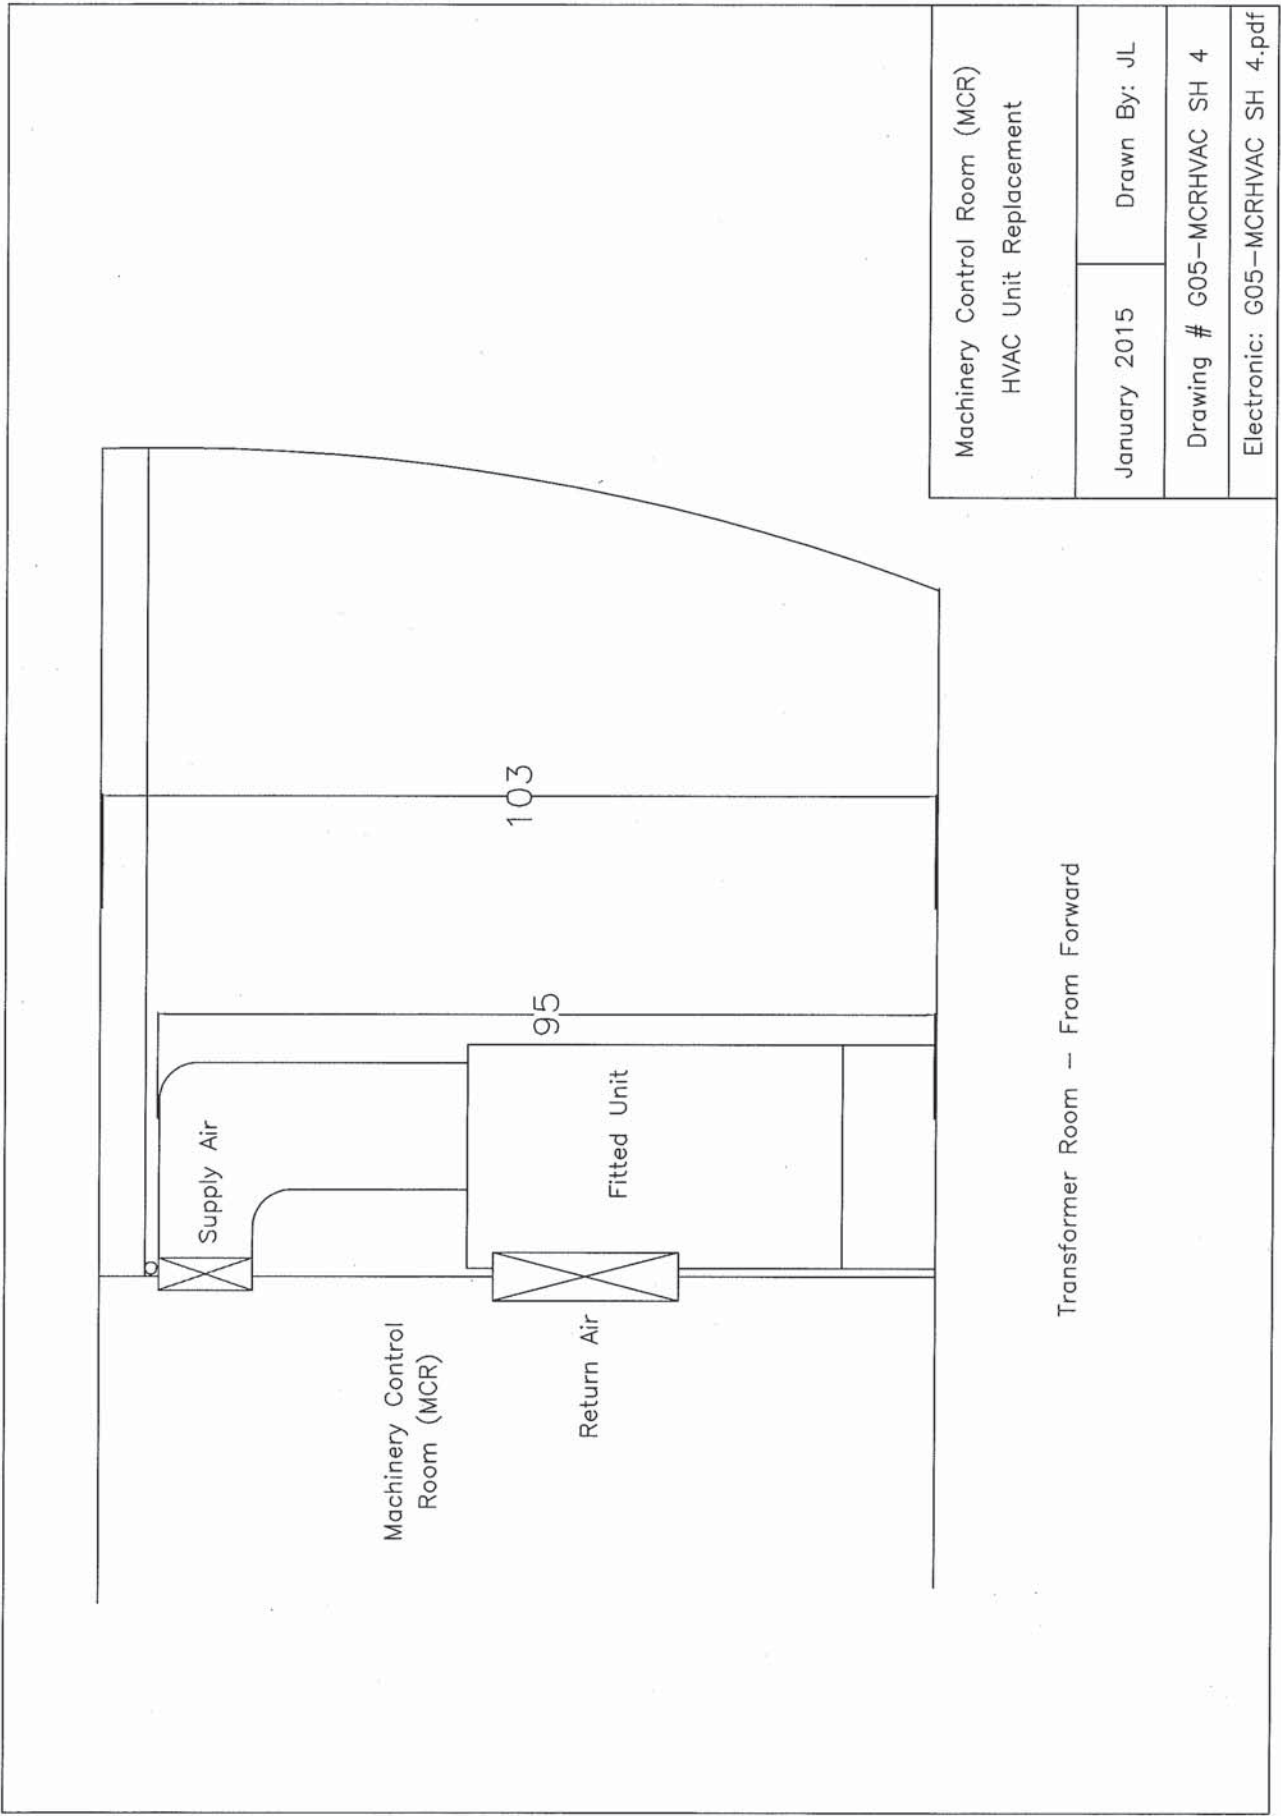 Supply Air
Machinery Control
Room (MCR)
95
103
Fitted Unit
Return Air
Transformer Room – From Forward
Machinery Control Room (MCR)
HVAC Unit Replacement
January 2015
Drawn By: JL
Drawing # G05–MCRHVAC SH 4
Electronic: G05–MCRHVAC SH 4.pdf